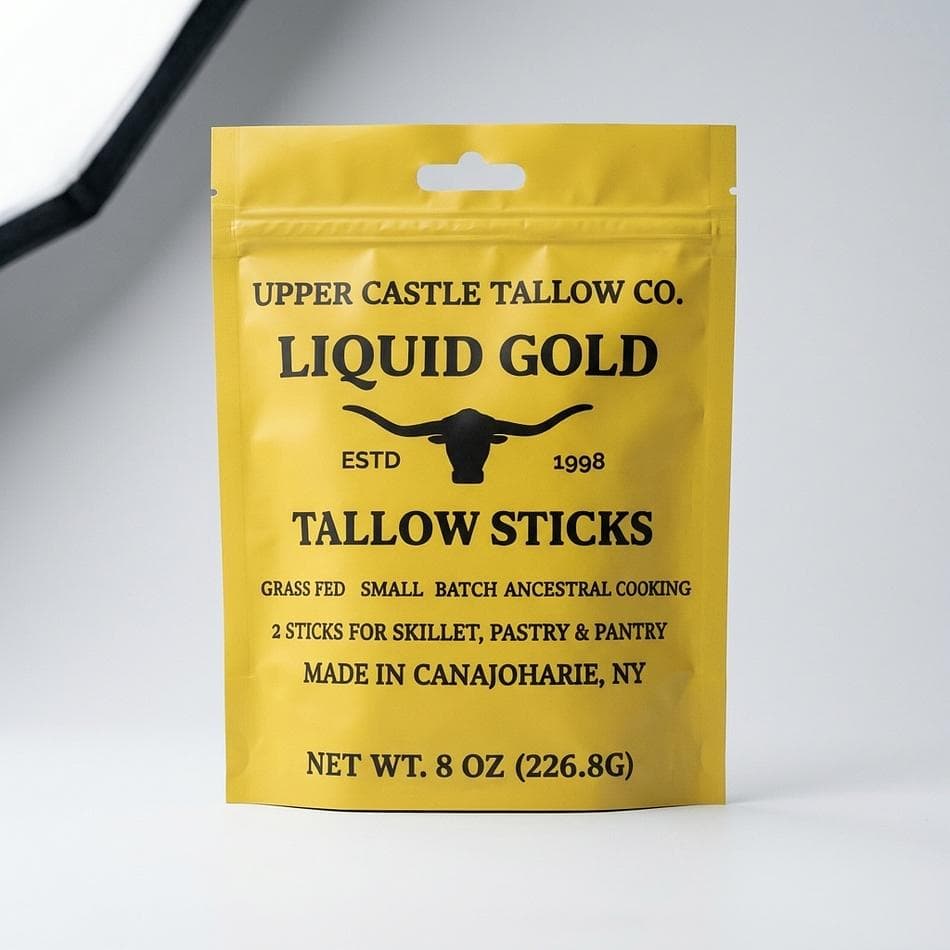 UPPER CASTLE TALLOW CO.
LIQUID GOLD
ESTD 1998
TALLOW STICKS
GRASS FED SMALL BATCH ANCESTRAL COOKING
2 STICKS FOR SKILLET, PASTRY & PANTRY
MADE IN CANAJOHARIE, NY
NET WT. 8 OZ (226.8G)